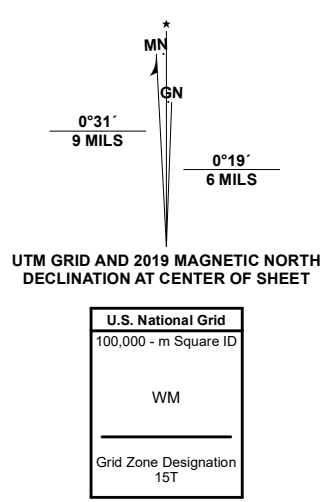 MN
GN
0°31´
9 MILS
0°19´
6 MILS
UTM GRID AND 2019 MAGNETIC NORTH
DECLINATION AT CENTER OF SHEET
U.S. National Grid
100,000 - m Square ID
WM
Grid Zone Designation
15T